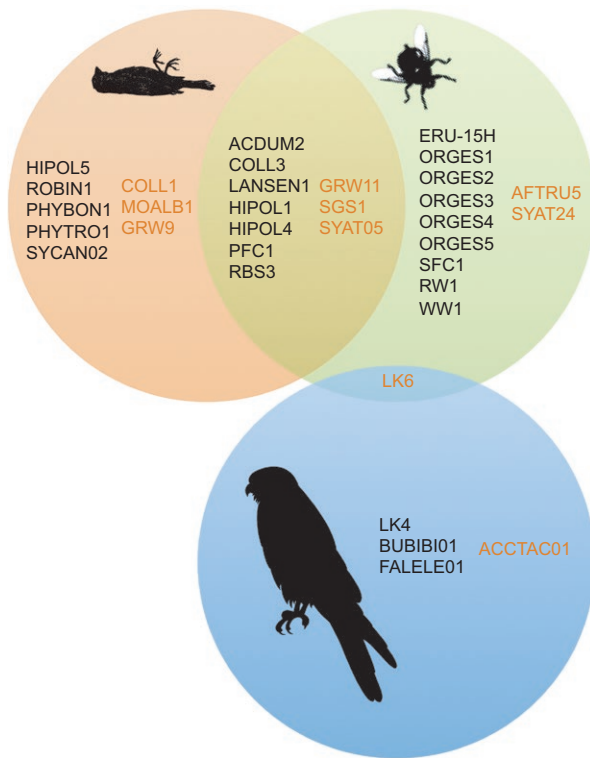 HIPOL5
ROBIN1
PHYBON1
PHYTRO1
SYCAN02
COLL1
MOALB1
GRW9
ACDUM2
COLL3
LANSEN1
HIPOL1
HIPOL4
PFC1
RBS3
GRW11
SGS1
SYAT05
ERU-15H
ORGES1
ORGES2
ORGES3
ORGES4
ORGES5
SFC1
RW1
WW1
AFTRU5
SYAT24
LK6
LK4
BUBIBI01
FALELE01
ACCTAC01